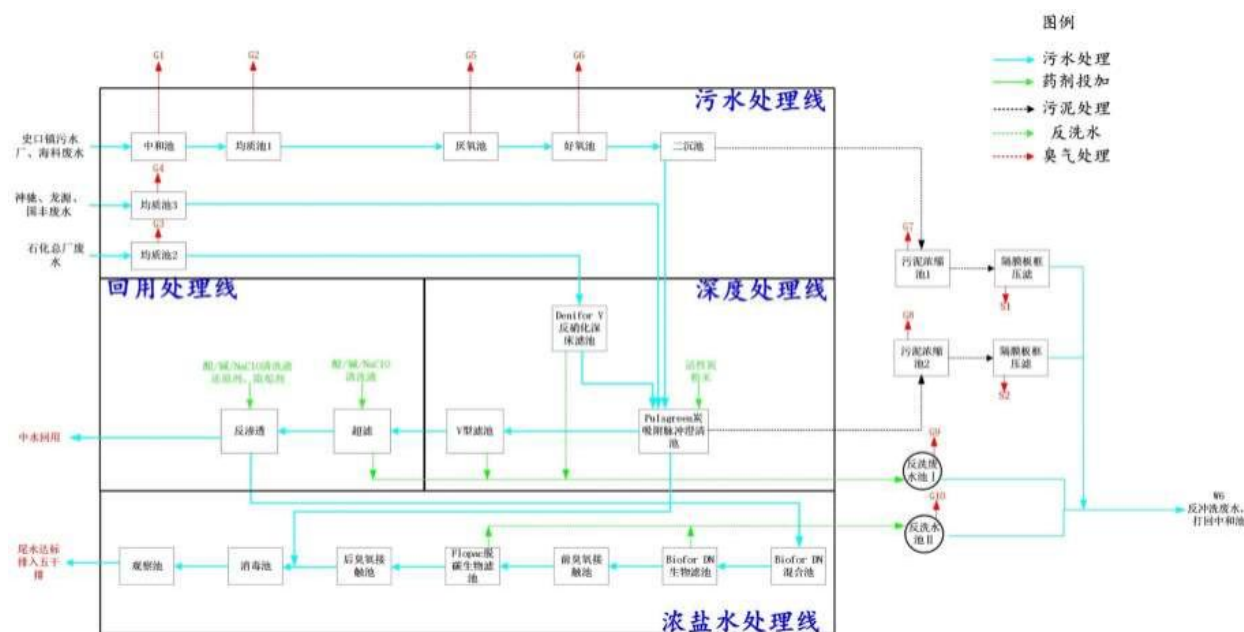 图例
污水处理
药剂投加
污泥处理
反洗水
臭气处理
G1
G2
G5
G6
污水处理线
史口镇污水
厂、海科废水
中和池
均质池1
厌氧池
好氧池
二沉池
G4
神驰、龙源、
国丰废水
均质池3
G3
石化总厂废
水
均质池2
G7
污泥浓缩
池1
隔膜板框
压滤
S1
回用处理线
深度处理线
Denifor V
反硝化深
床滤池
G8
污泥浓缩
池2
隔膜板框
压滤
S2
酸/碱/NaClO清洗液
还原剂、阻垢剂
酸/碱/NaClO
清洗液
活性炭
粉末
中水回用
反渗透
超滤
V型滤池
Pulsgreen炭
吸附脉冲澄清
池
G9
反洗废
水池I
G10
反洗水
池II
W6
反冲洗废水,
打回中和池
尾水达标
排入五干
排
观察池
消毒池
后臭氧接
触池
Flopac脱
碳生物滤
池
前臭氧接
触池
Biofor DN
生物滤池
Biofor DN
混合池
浓盐水处理线